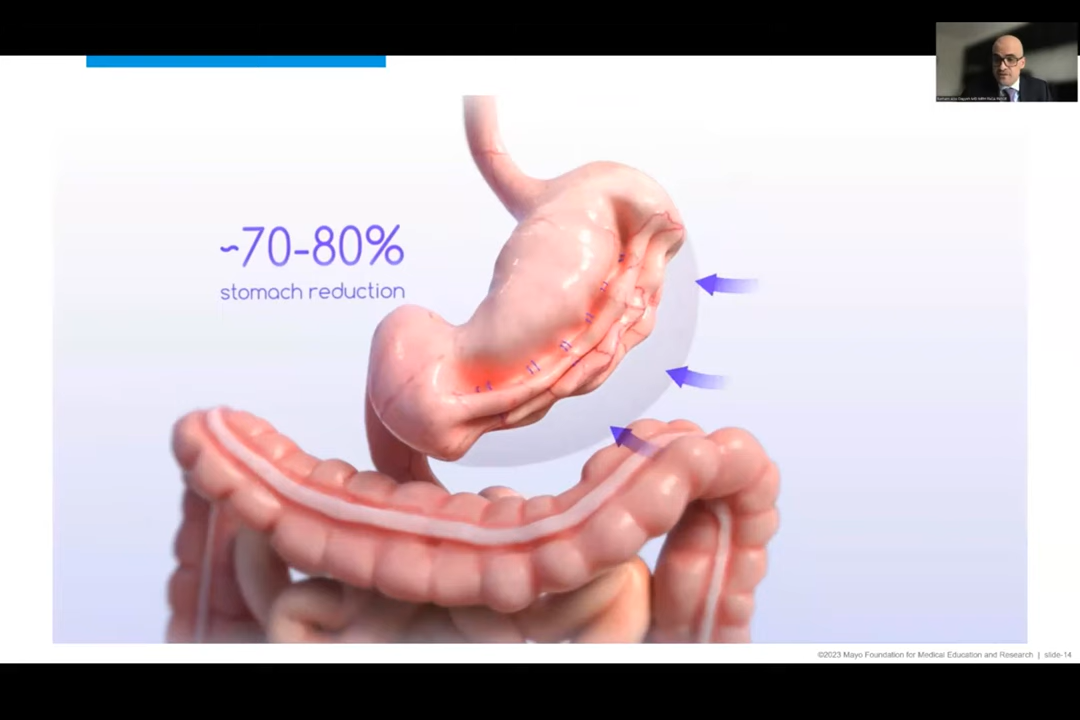 ~70-80%
stomach reduction
©2023 Mayo Foundation for Medical Education and Research | slide-14